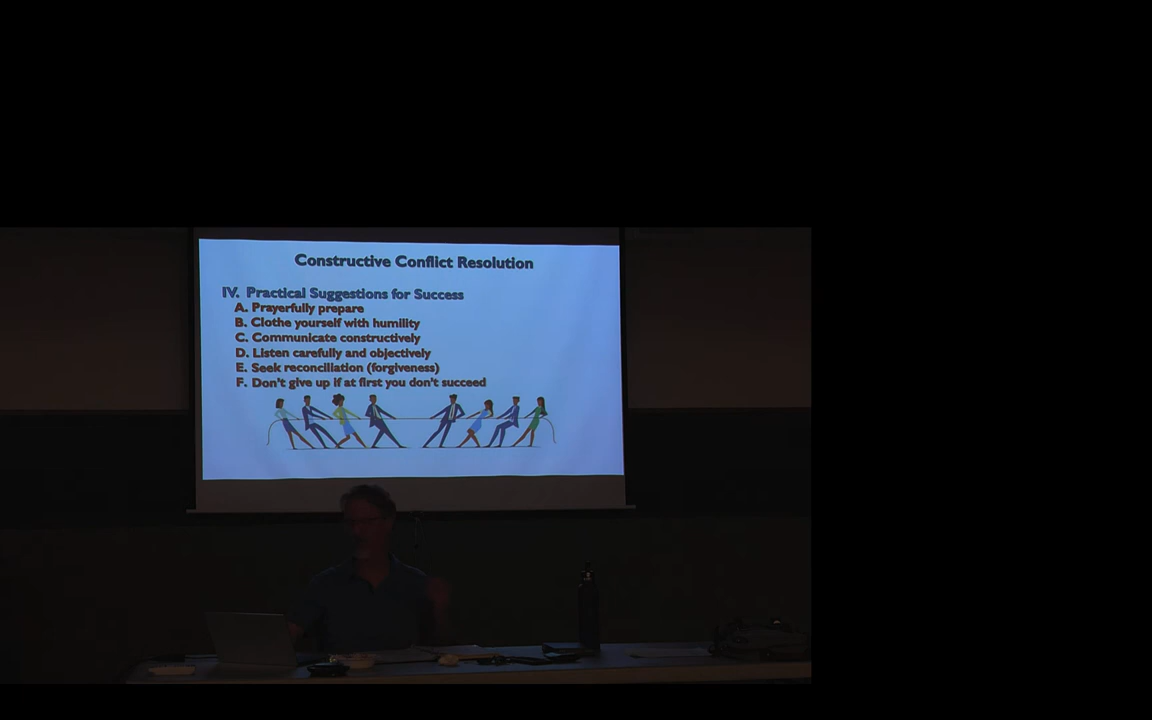 Constructive Conflict Resolution
IV. Practical Suggestions for Success
A. Prayerfully prepare
B. Clothe yourself with humility
C. Communicate constructively
D. Listen carefully and objectively
E. Seek reconciliation (forgiveness)
F. Don't give up if at first you don't succeed